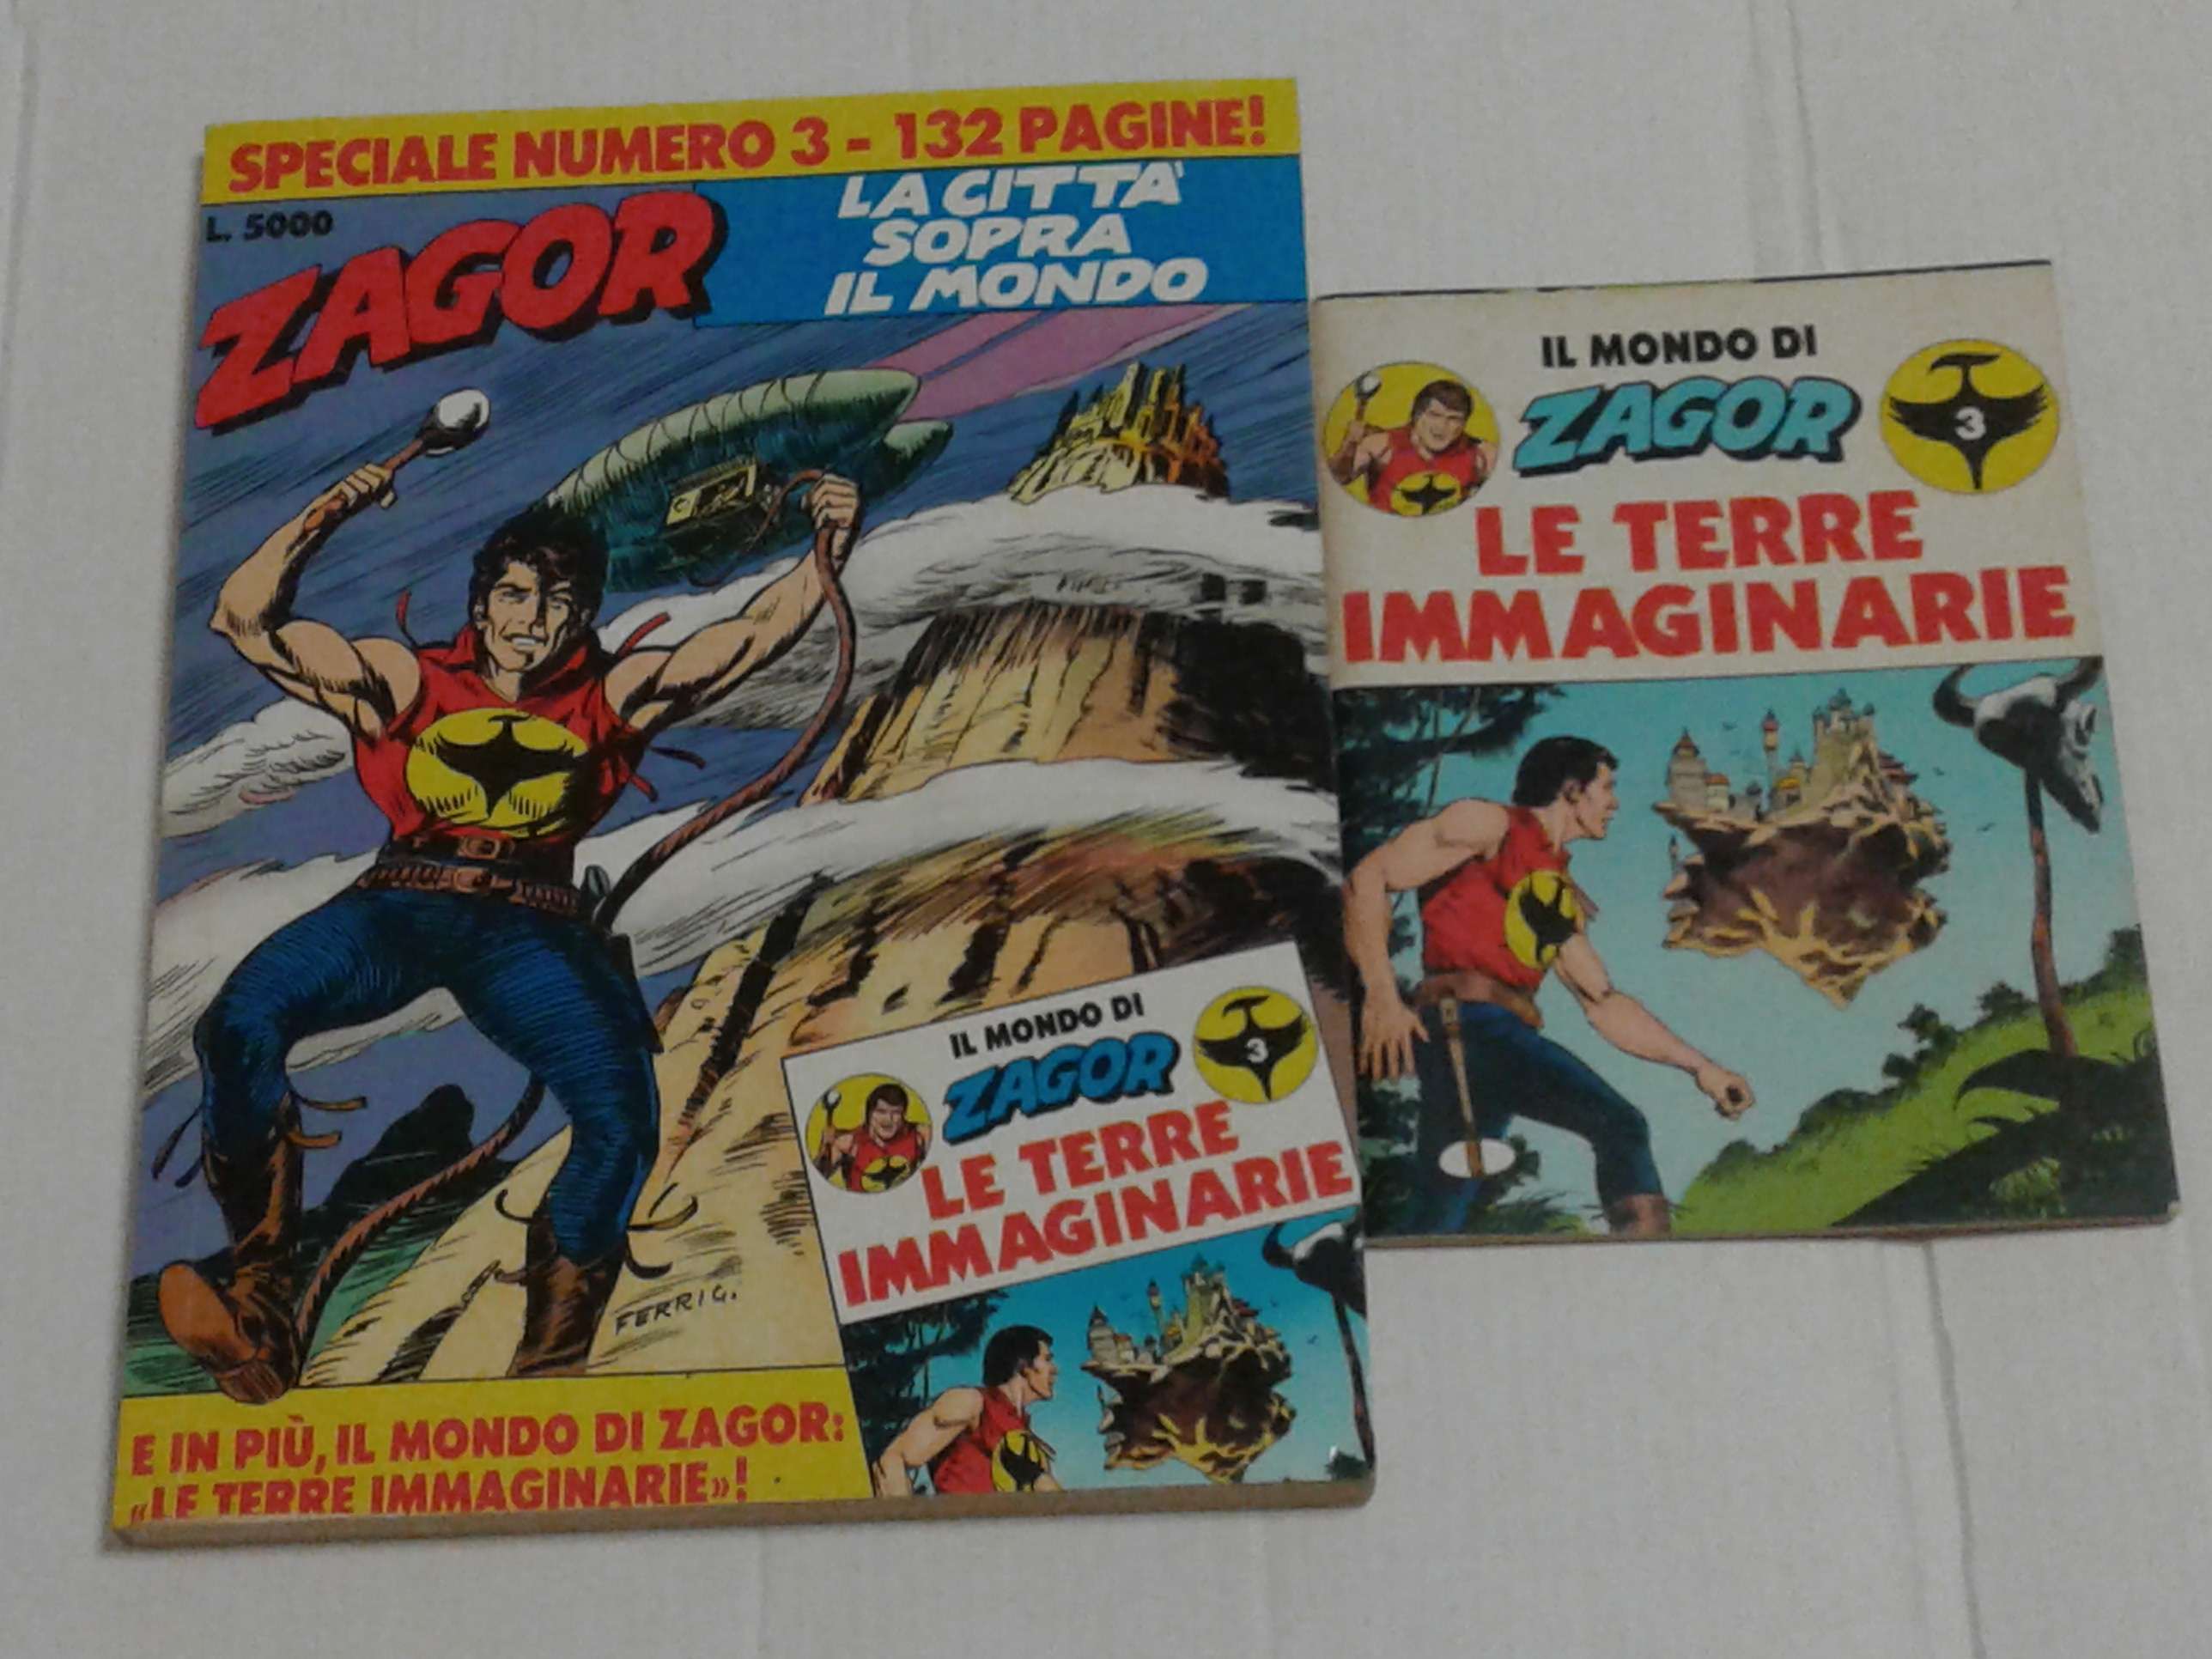 SPECIALE NUMERO 3 - 132 PAGINE!
L. 5000
ZAGOR
LA CITTA'
SOPRA
IL MONDO
FERRIG.
IL MONDO DI
ZAGOR
3
LE TERRE
IMMAGINARIE
E IN PIÙ, IL MONDO DI ZAGOR:
«LE TERRE IMMAGINARIE»!
IL MONDO DI
ZAGOR
3
LE TERRE
IMMAGINARIE